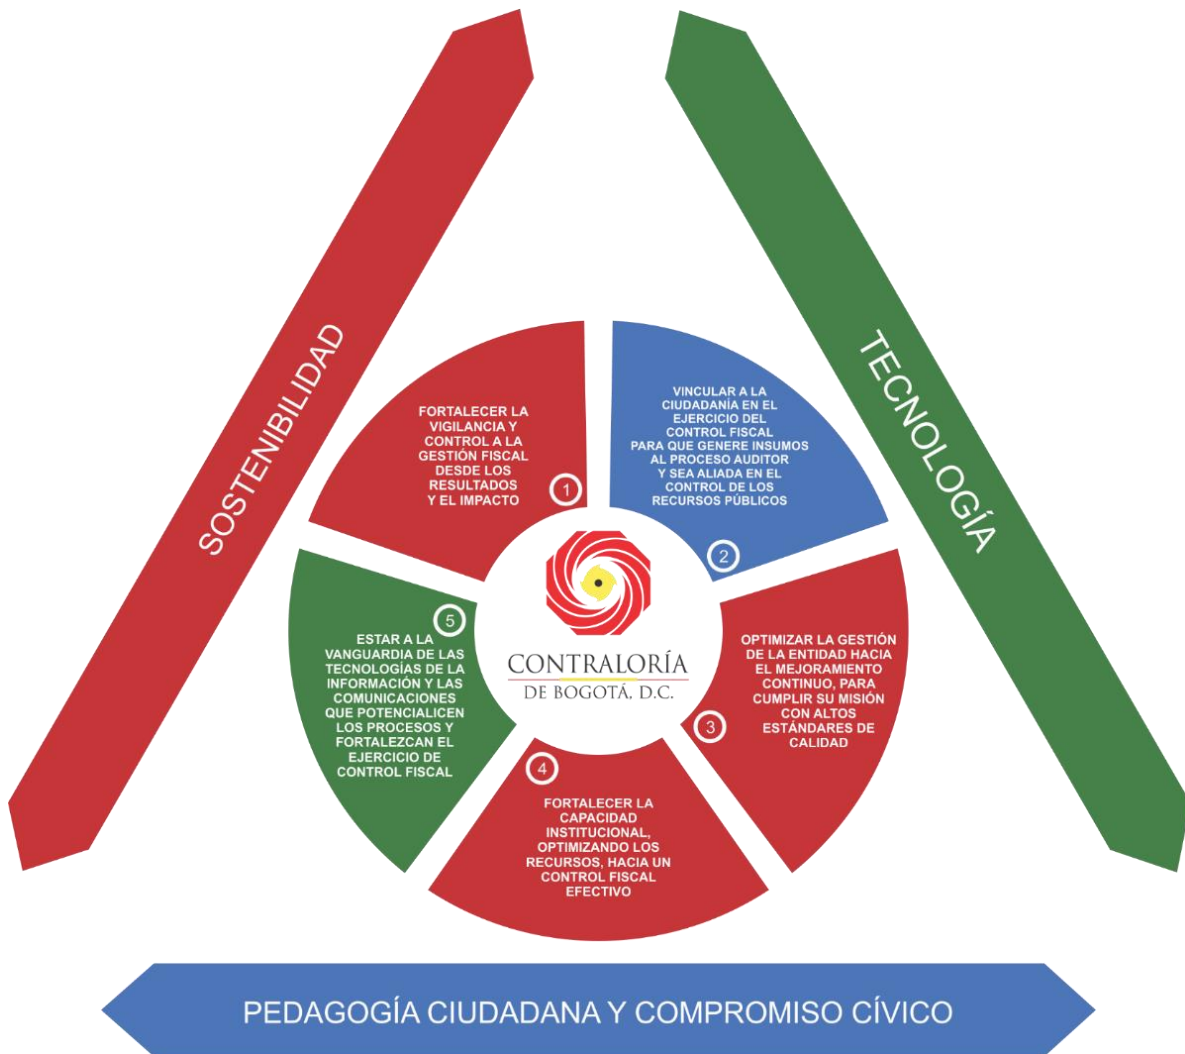 SOSTENIBILIDAD
TECNOLOGÍA
FORTALECER LA
VIGILANCIA Y
CONTROL A LA
GESTIÓN FISCAL
DESDE LOS
RESULTADOS
Y EL IMPACTO
1
VINCULAR A LA
CIUDADANÍA EN EL
EJERCICIO DEL
CONTROL FISCAL
PARA QUE GENERE INSUMOS
AL PROCESO AUDITOR
Y SEA ALIADA EN EL
CONTROL DE LOS
RECURSOS PÚBLICOS
2
OPTIMIZAR LA GESTIÓN
DE LA ENTIDAD HACIA
EL MEJORAMIENTO
CONTINUO, PARA
CUMPLIR SU MISIÓN
CON ALTOS
ESTÁNDARES DE
CALIDAD
3
4
FORTALECER LA
CAPACIDAD
INSTITUCIONAL,
OPTIMIZANDO LOS
RECURSOS, HACIA UN
CONTROL FISCAL
EFECTIVO
5
ESTAR A LA
VANGUARDIA DE LAS
TECNOLOGÍAS DE LA
INFORMACIÓN Y LAS
COMUNICACIONES
QUE POTENCIALICEN
LOS PROCESOS Y
FORTALEZCAN EL
EJERCICIO DE
CONTROL FISCAL
CONTRALORÍA
DE BOGOTÁ, D.C.
PEDAGOGÍA CIUDADANA Y COMPROMISO CÍVICO